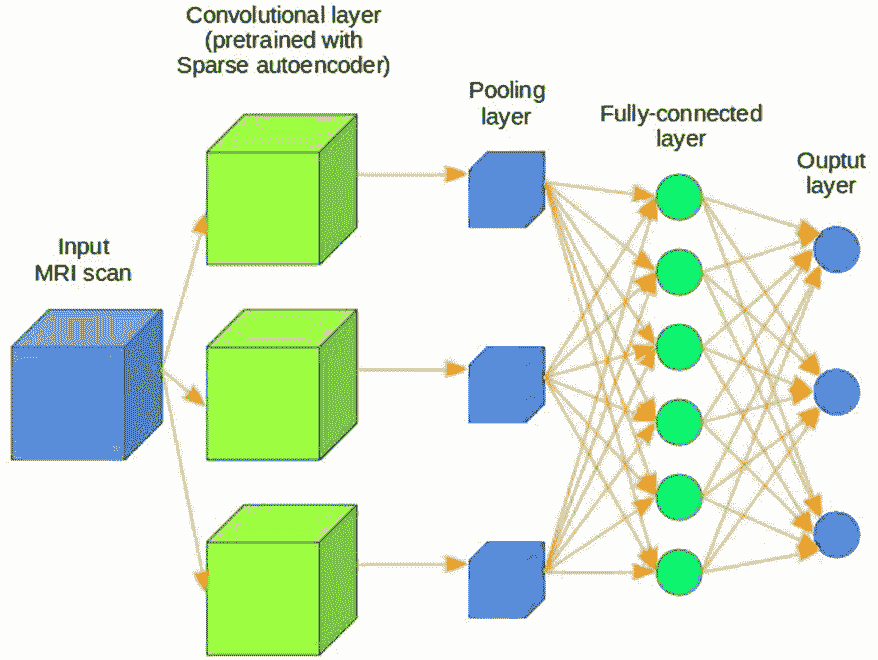 Convolutional layer
(pretrained with
Sparse autoencoder)
Pooling
layer
Fully-connected
layer
Ouptut
layer
Input
MRI scan